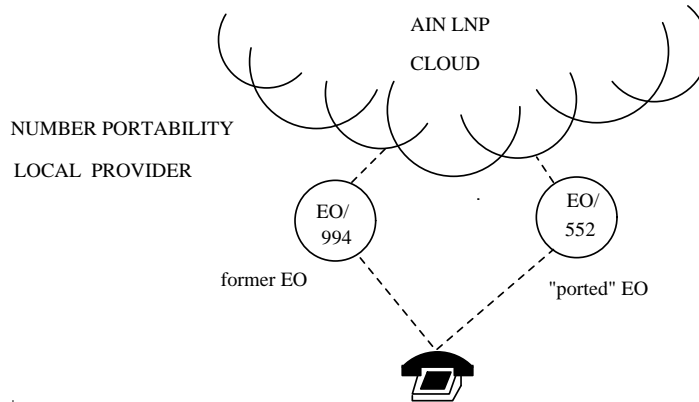 AIN LNP
CLOUD
NUMBER PORTABILITY
LOCAL PROVIDER
EO/
994
EO/
552
former EO
"ported" EO